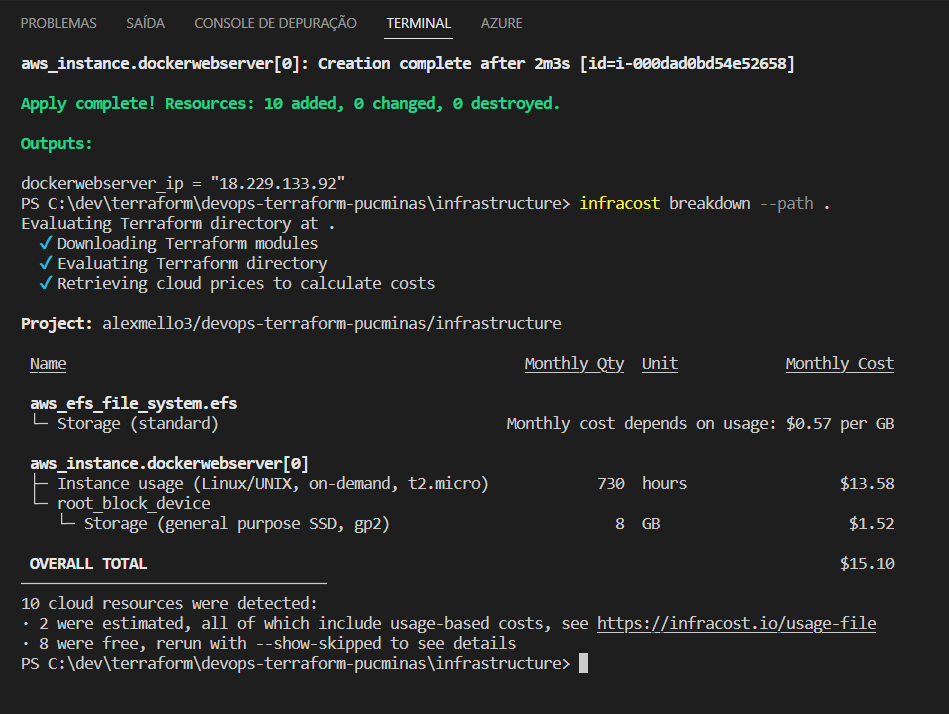 PROBLEMAS SAÍDA CONSOLE DE DEPURAÇÃO TERMINAL AZURE
aws_instance.dockerwebserver[0]: Creation complete after 2m3s [id=i-000dad0bd54e52658]
Apply complete! Resources: 10 added, 0 changed, 0 destroyed.
Outputs:
dockerwebserver_ip = "18.229.133.92"
PS C:\dev\terraform\devops-terraform-pucminas\infrastructure> infracost breakdown --path .
Evaluating Terraform directory at .
✓ Downloading Terraform modules
✓ Evaluating Terraform directory
✓ Retrieving cloud prices to calculate costs
Project: alexmello3/devops-terraform-pucminas/infrastructure
Name Monthly Qty Unit Monthly Cost
aws_efs_file_system.efs
└─ Storage (standard) Monthly cost depends on usage: $0.57 per GB
aws_instance.dockerwebserver[0]
├─ Instance usage (Linux/UNIX, on-demand, t2.micro) 730 hours $13.58
└─ root_block_device
└─ Storage (general purpose SSD, gp2) 8 GB $1.52
OVERALL TOTAL $15.10
──────────────────────────────────
10 cloud resources were detected:
∙ 2 were estimated, all of which include usage-based costs, see https://infracost.io/usage-file
∙ 8 were free, rerun with --show-skipped to see details
PS C:\dev\terraform\devops-terraform-pucminas\infrastructure>